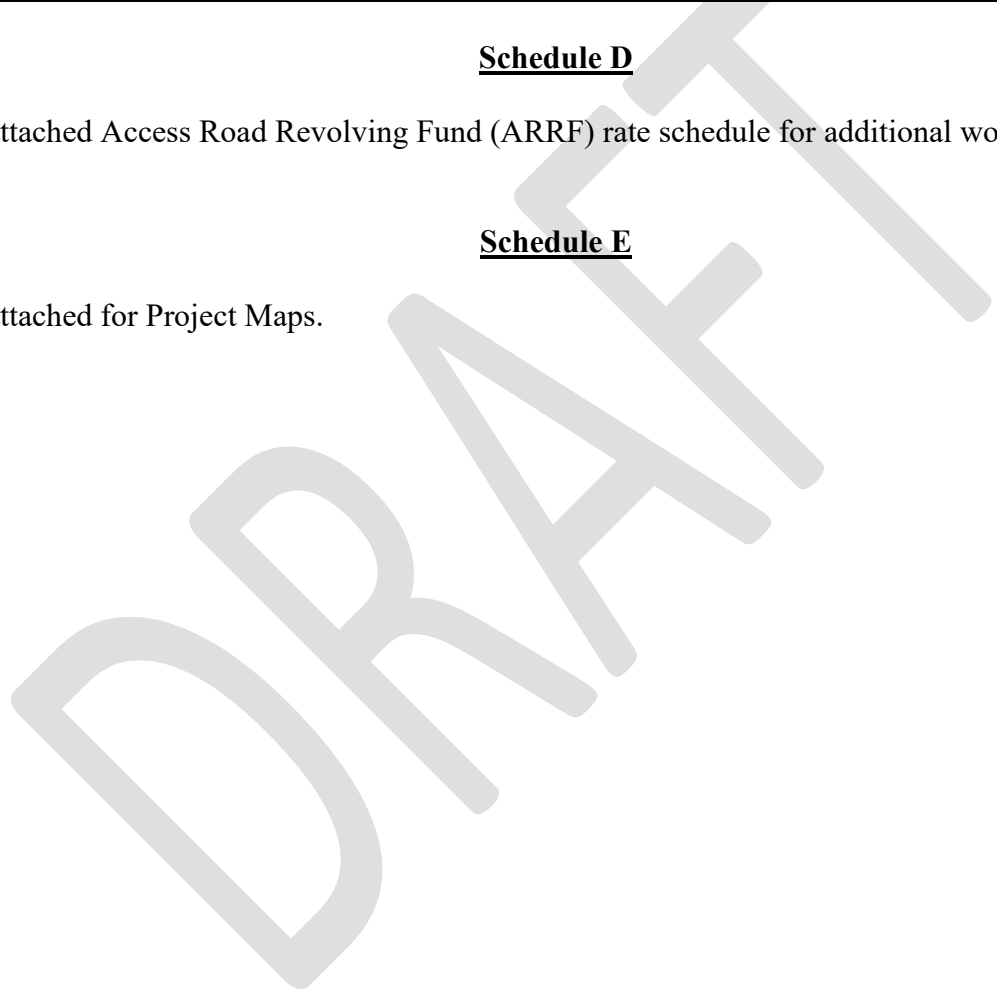 Schedule D
ttached Access Road Revolving Fund (ARRF) rate schedule for additional wo
Schedule E
ttached for Project Maps.
DRAFT